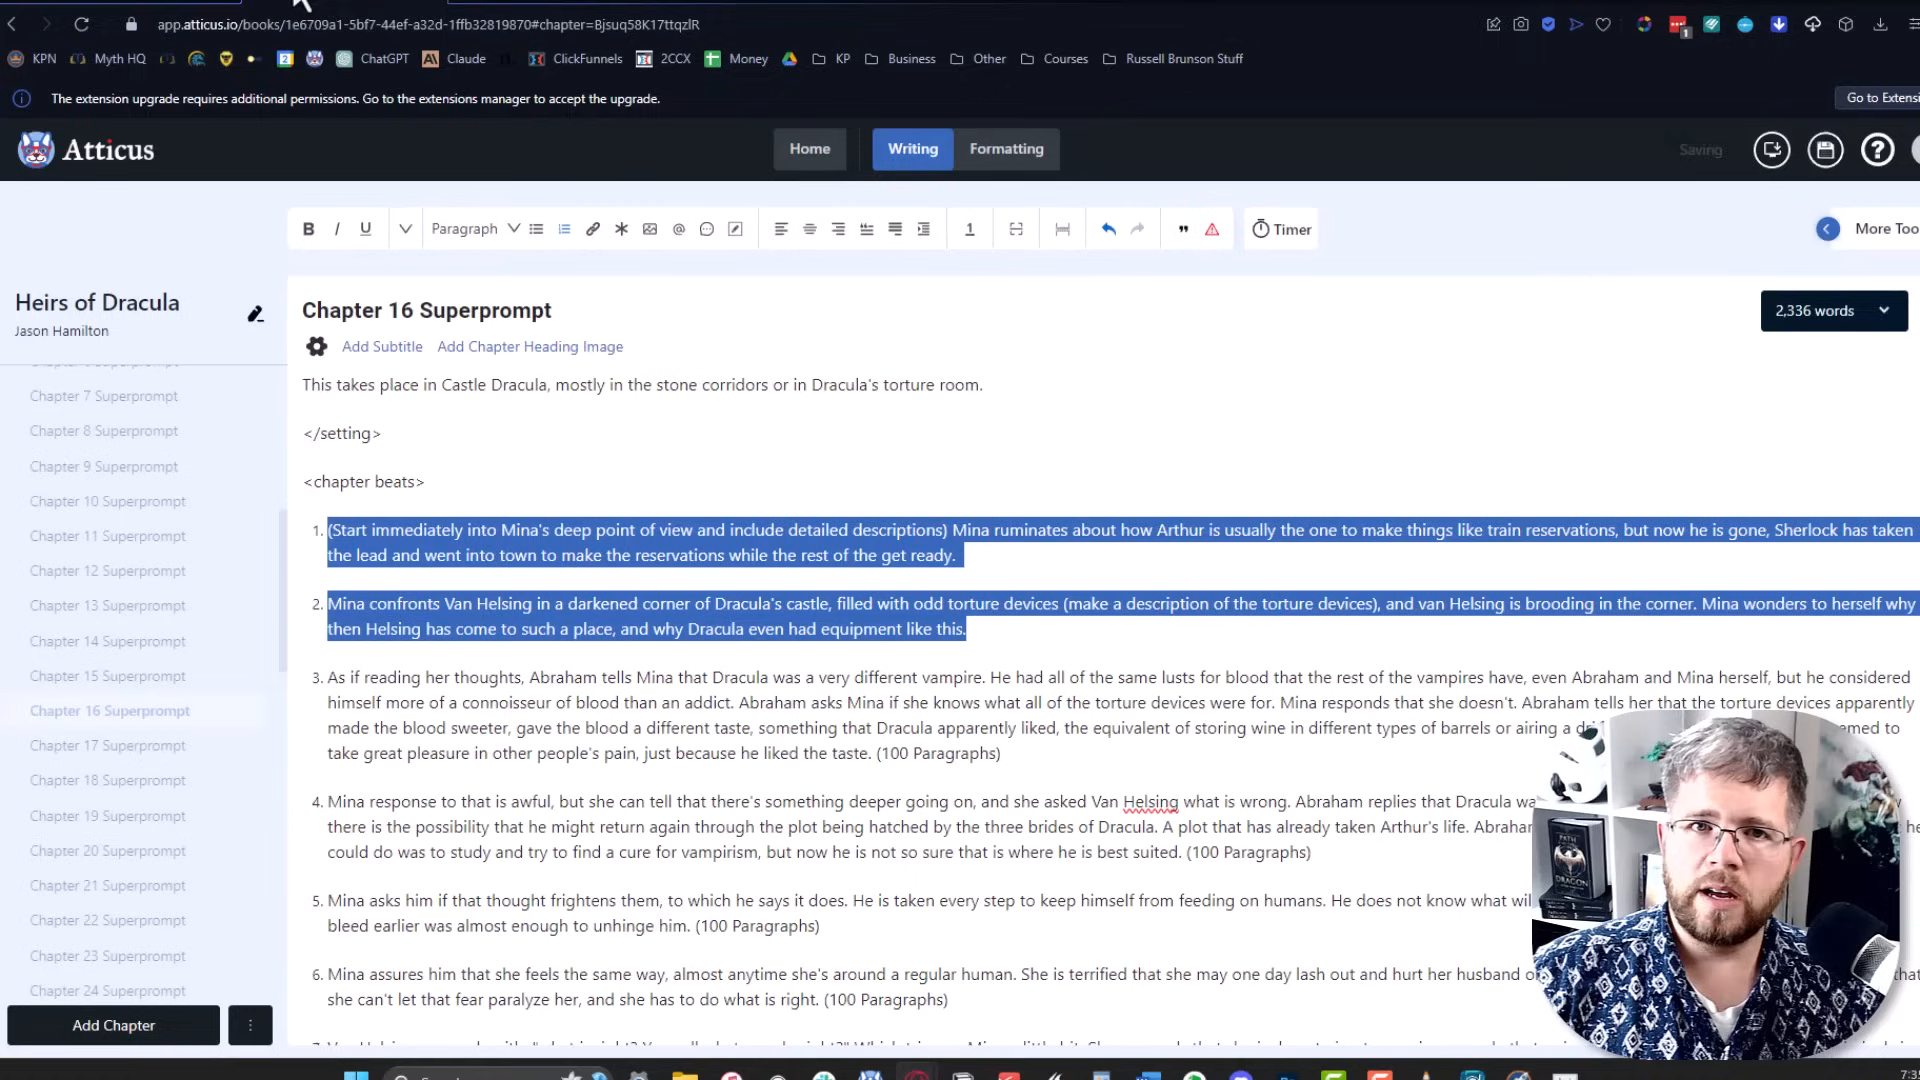 app.atticus.io/books/1e6709a1-5bf7-44ef-a32d-1ffb32819870#chapter=Bjsuq58K17ttqzlR
KPN Myth HQ 2 ChatGPT AI Claude ClickFunnels 2CCX Money KP Business Other Courses Russell Brunson Stuff
The extension upgrade requires additional permissions. Go to the extensions manager to accept the upgrade.
Go to Extensi
Atticus
Home Writing Formatting
Saving
B I U Paragraph 1 Timer
More Too
Heirs of Dracula
Jason Hamilton
Chapter 7 Superprompt
Chapter 8 Superprompt
Chapter 9 Superprompt
Chapter 10 Superprompt
Chapter 11 Superprompt
Chapter 12 Superprompt
Chapter 13 Superprompt
Chapter 14 Superprompt
Chapter 15 Superprompt
Chapter 16 Superprompt
Chapter 17 Superprompt
Chapter 18 Superprompt
Chapter 19 Superprompt
Chapter 20 Superprompt
Chapter 21 Superprompt
Chapter 22 Superprompt
Chapter 23 Superprompt
Chapter 24 Superprompt
Add Chapter
Chapter 16 Superprompt
2,336 words
Add Subtitle Add Chapter Heading Image
This takes place in Castle Dracula, mostly in the stone corridors or in Dracula's torture room.
</setting>
<chapter beats>
1. (Start immediately into Mina's deep point of view and include detailed descriptions) Mina ruminates about how Arthur is usually the one to make things like train reservations, but now he is gone, Sherlock has taken
the lead and went into town to make the reservations while the rest of the get ready.
2. Mina confronts Van Helsing in a darkened corner of Dracula's castle, filled with odd torture devices (make a description of the torture devices), and van Helsing is brooding in the corner. Mina wonders to herself why
then Helsing has come to such a place, and why Dracula even had equipment like this.
3. As if reading her thoughts, Abraham tells Mina that Dracula was a very different vampire. He had all of the same lusts for blood that the rest of the vampires have, even Abraham and Mina herself, but he considered
himself more of a connoisseur of blood than an addict. Abraham asks Mina if she knows what all of the torture devices were for. Mina responds that she doesn't. Abraham tells her that the torture devices apparently
made the blood sweeter, gave the blood a different taste, something that Dracula apparently liked, the equivalent of storing wine in different types of barrels or airing a
take great pleasure in other people's pain, just because he liked the taste. (100 Paragraphs)
4. Mina response to that is awful, but she can tell that there's something deeper going on, and she asked Van Helsing what is wrong. Abraham replies that Dracula wa
there is the possibility that he might return again through the plot being hatched by the three brides of Dracula. A plot that has already taken Arthur's life. Abraham
could do was to study and try to find a cure for vampirism, but now he is not so sure that is where he is best suited. (100 Paragraphs)
5. Mina asks him if that thought frightens them, to which he says it does. He is taken every step to keep himself from feeding on humans. He does not know what wil
bleed earlier was almost enough to unhinge him. (100 Paragraphs)
6. Mina assures him that she feels the same way, almost anytime she's around a regular human. She is terrified that she may one day lash out and hurt her husband o
she can't let that fear paralyze her, and she has to do what is right. (100 Paragraphs)
DRAGON